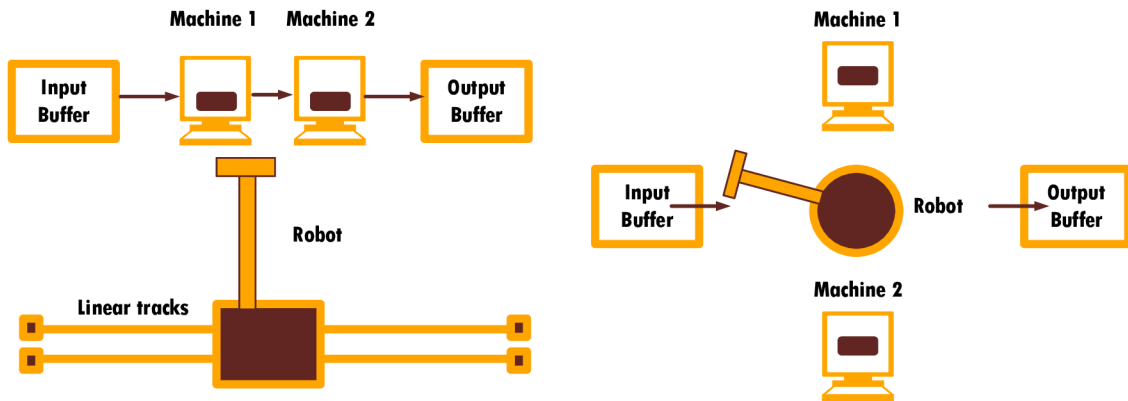 Machine 1
Machine 2
Input
Buffer
Output
Buffer
Robot
Linear tracks
Machine 1
Input
Buffer
Robot
Output
Buffer
Machine 2